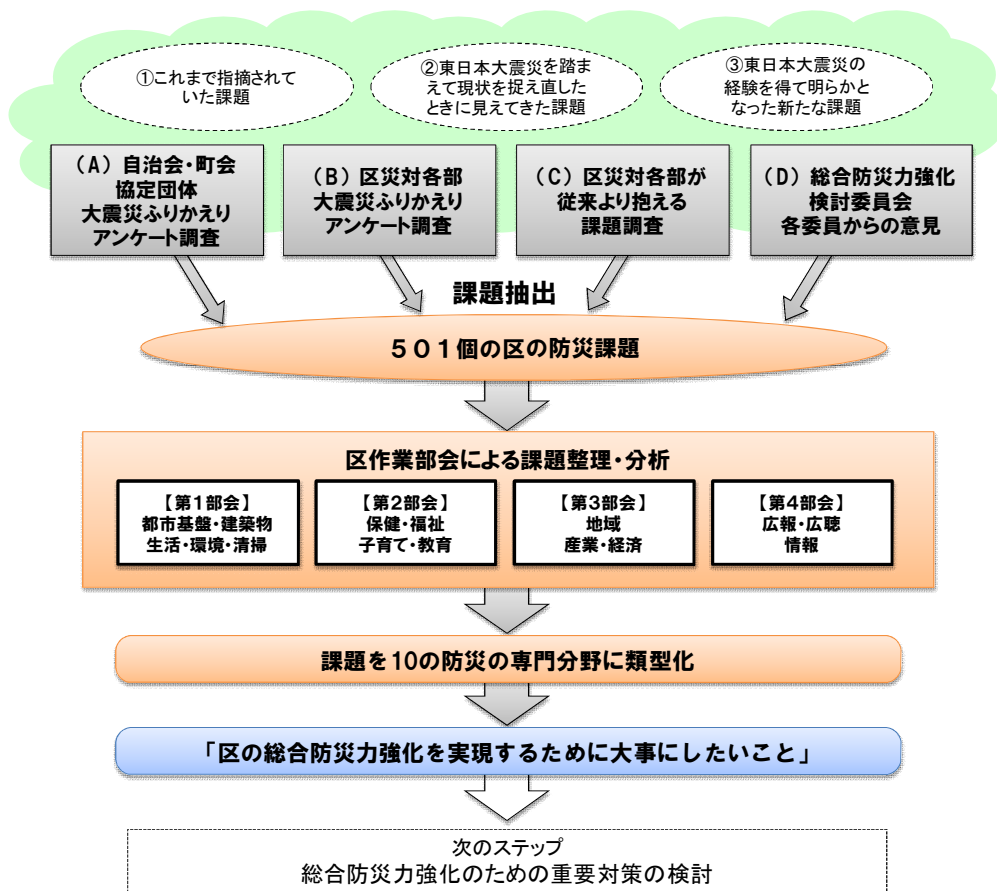 ①これまで指摘されて
いた課題
②東日本大震災を踏ま
えて現状を捉え直した
ときに見えてきた課題
③東日本大震災の
経験を得て明らかと
なった新たな課題
(A)自治会・町会
協定団体
大震災ふりかえり
アンケート調査
(B)区災対各部
大震災ふりかえり
アンケート調査
(C)区災対各部が
従来より抱える
課題調査
(D)総合防災力強化
検討委員会
各委員からの意見
課題抽出
501個の区の防災課題
区作業部会による課題整理・分析
【第1部会】
都市基盤・建築物
生活・環境・清掃
【第2部会】
保健・福祉
子育て・教育
【第3部会】
地域
産業・経済
【第4部会】
広報・広聴
情報
課題を10の防災の専門分野に類型化
「区の総合防災力強化を実現するために大事にしたいこと」
次のステップ
総合防災力強化のための重要対策の検討